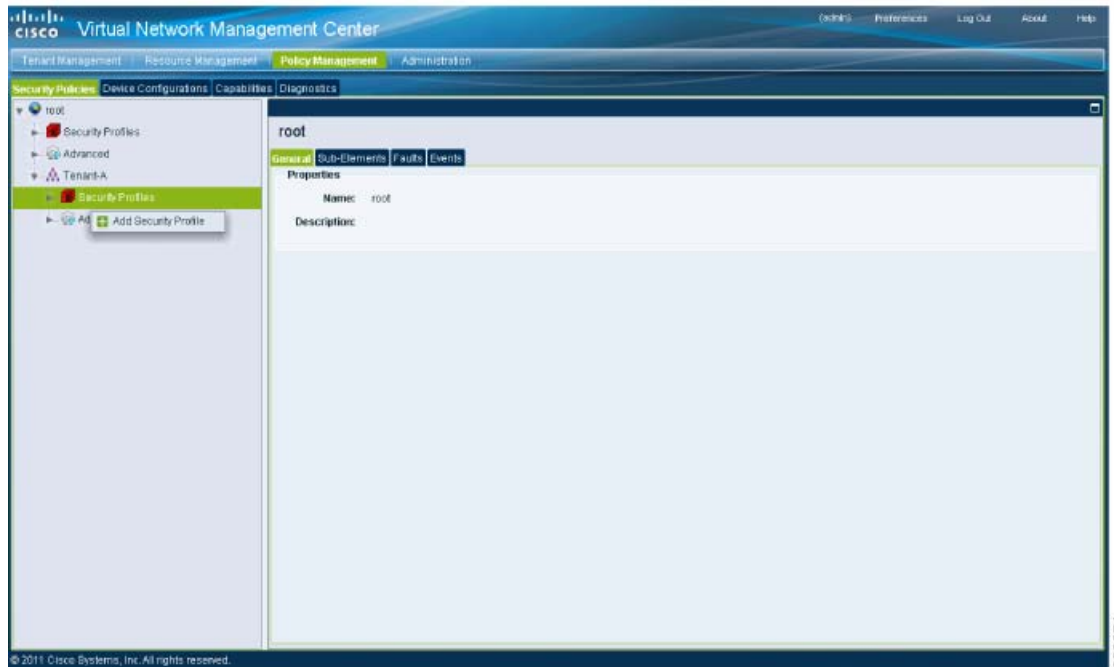 CISCO Virtual Network Management Center
(admin) Preferences Log Out About Help
Tenant Management Resource Management Policy Management Administration
Security Policies Device Configurations Capabilities Diagnostics
root
Security Profiles
Advanced
Tenant-A
Security Profiles
Ad
Add Security Profile
root
General Sub-Elements Faults Events
Properties
Name: root
Description:
© 2011 Cisco Systems, Inc. All rights reserved.